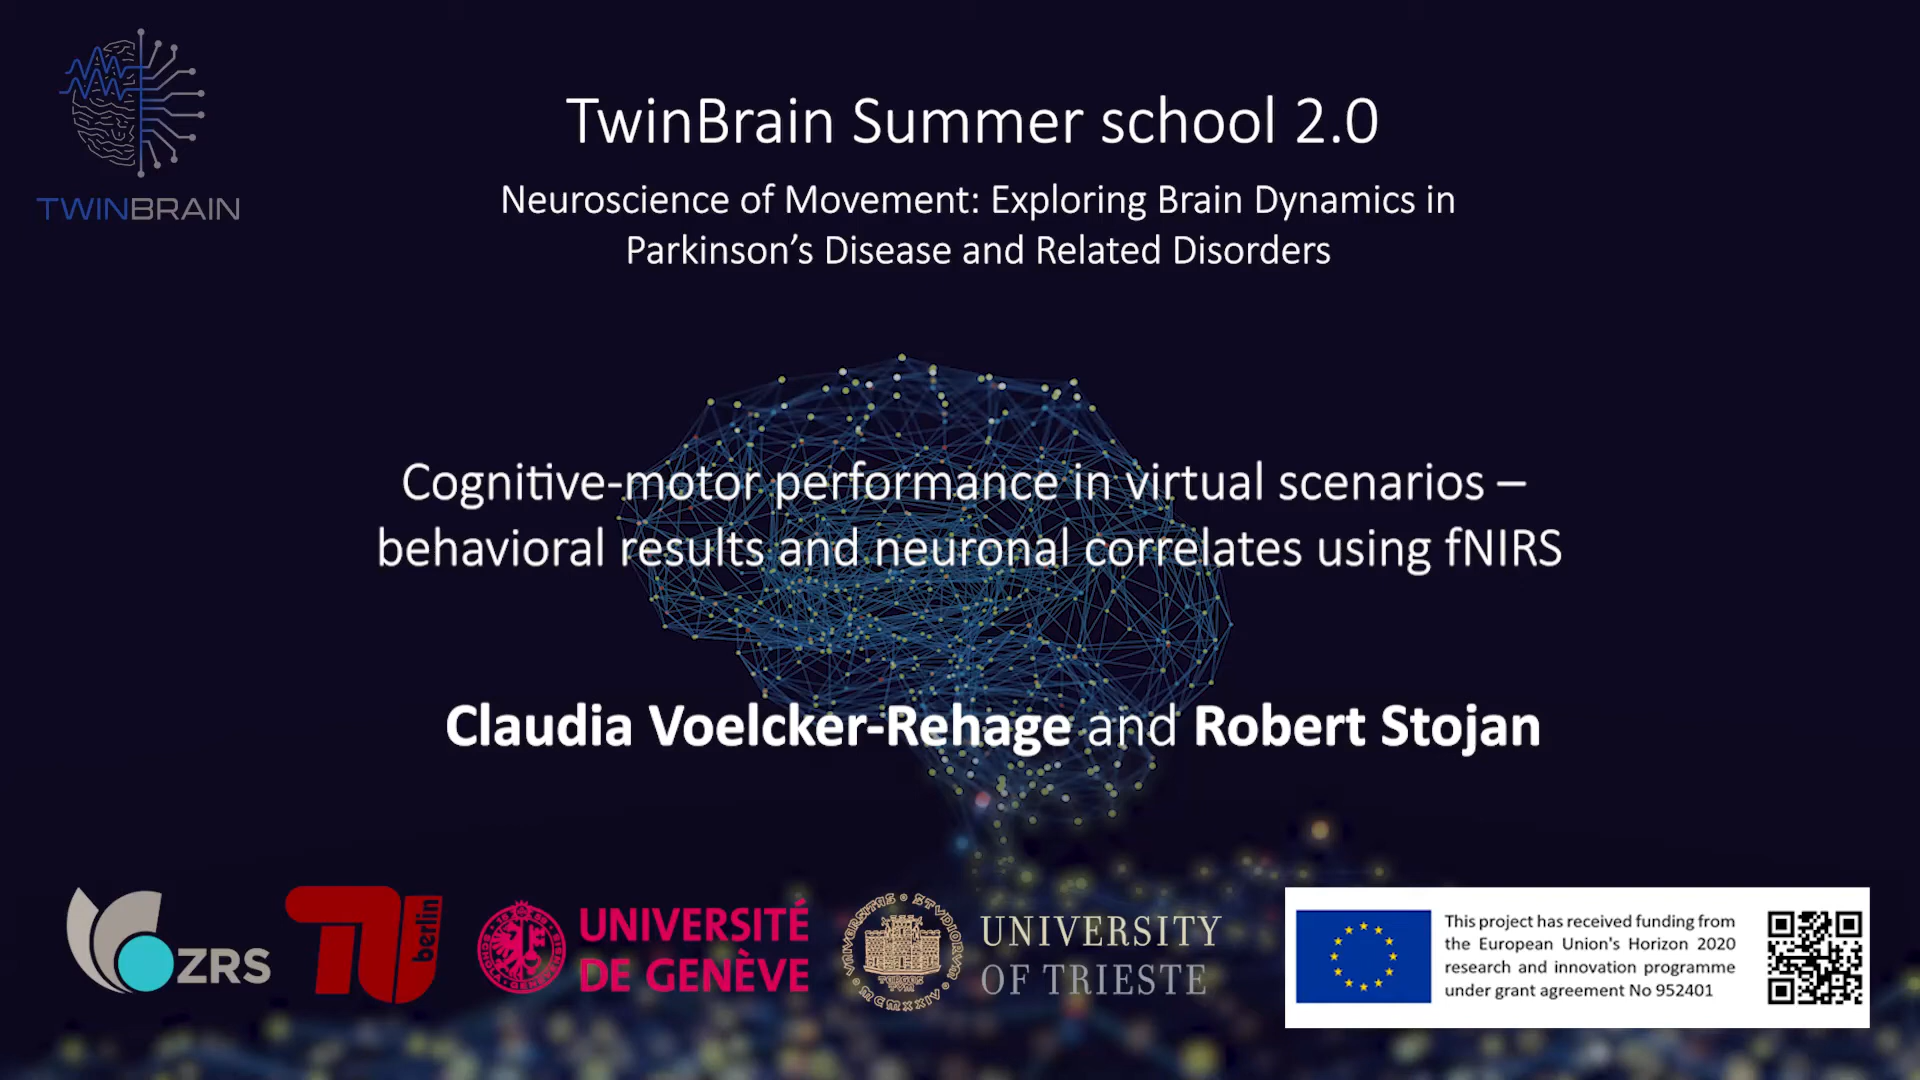 TWINBRAIN
TwinBrain Summer school 2.0
Neuroscience of Movement: Exploring Brain Dynamics in
Parkinson’s Disease and Related Disorders
Cognitive-motor performance in virtual scenarios –
behavioral results and neuronal correlates using fNIRS
Claudia Voelcker-Rehage and Robert Stojan
ZRS
berlin
UNIVERSITÉ
DE GENÈVE
UNIVERSITY
OF TRIESTE
This project has received funding from
the European Union's Horizon 2020
research and innovation programme
under grant agreement No 952401